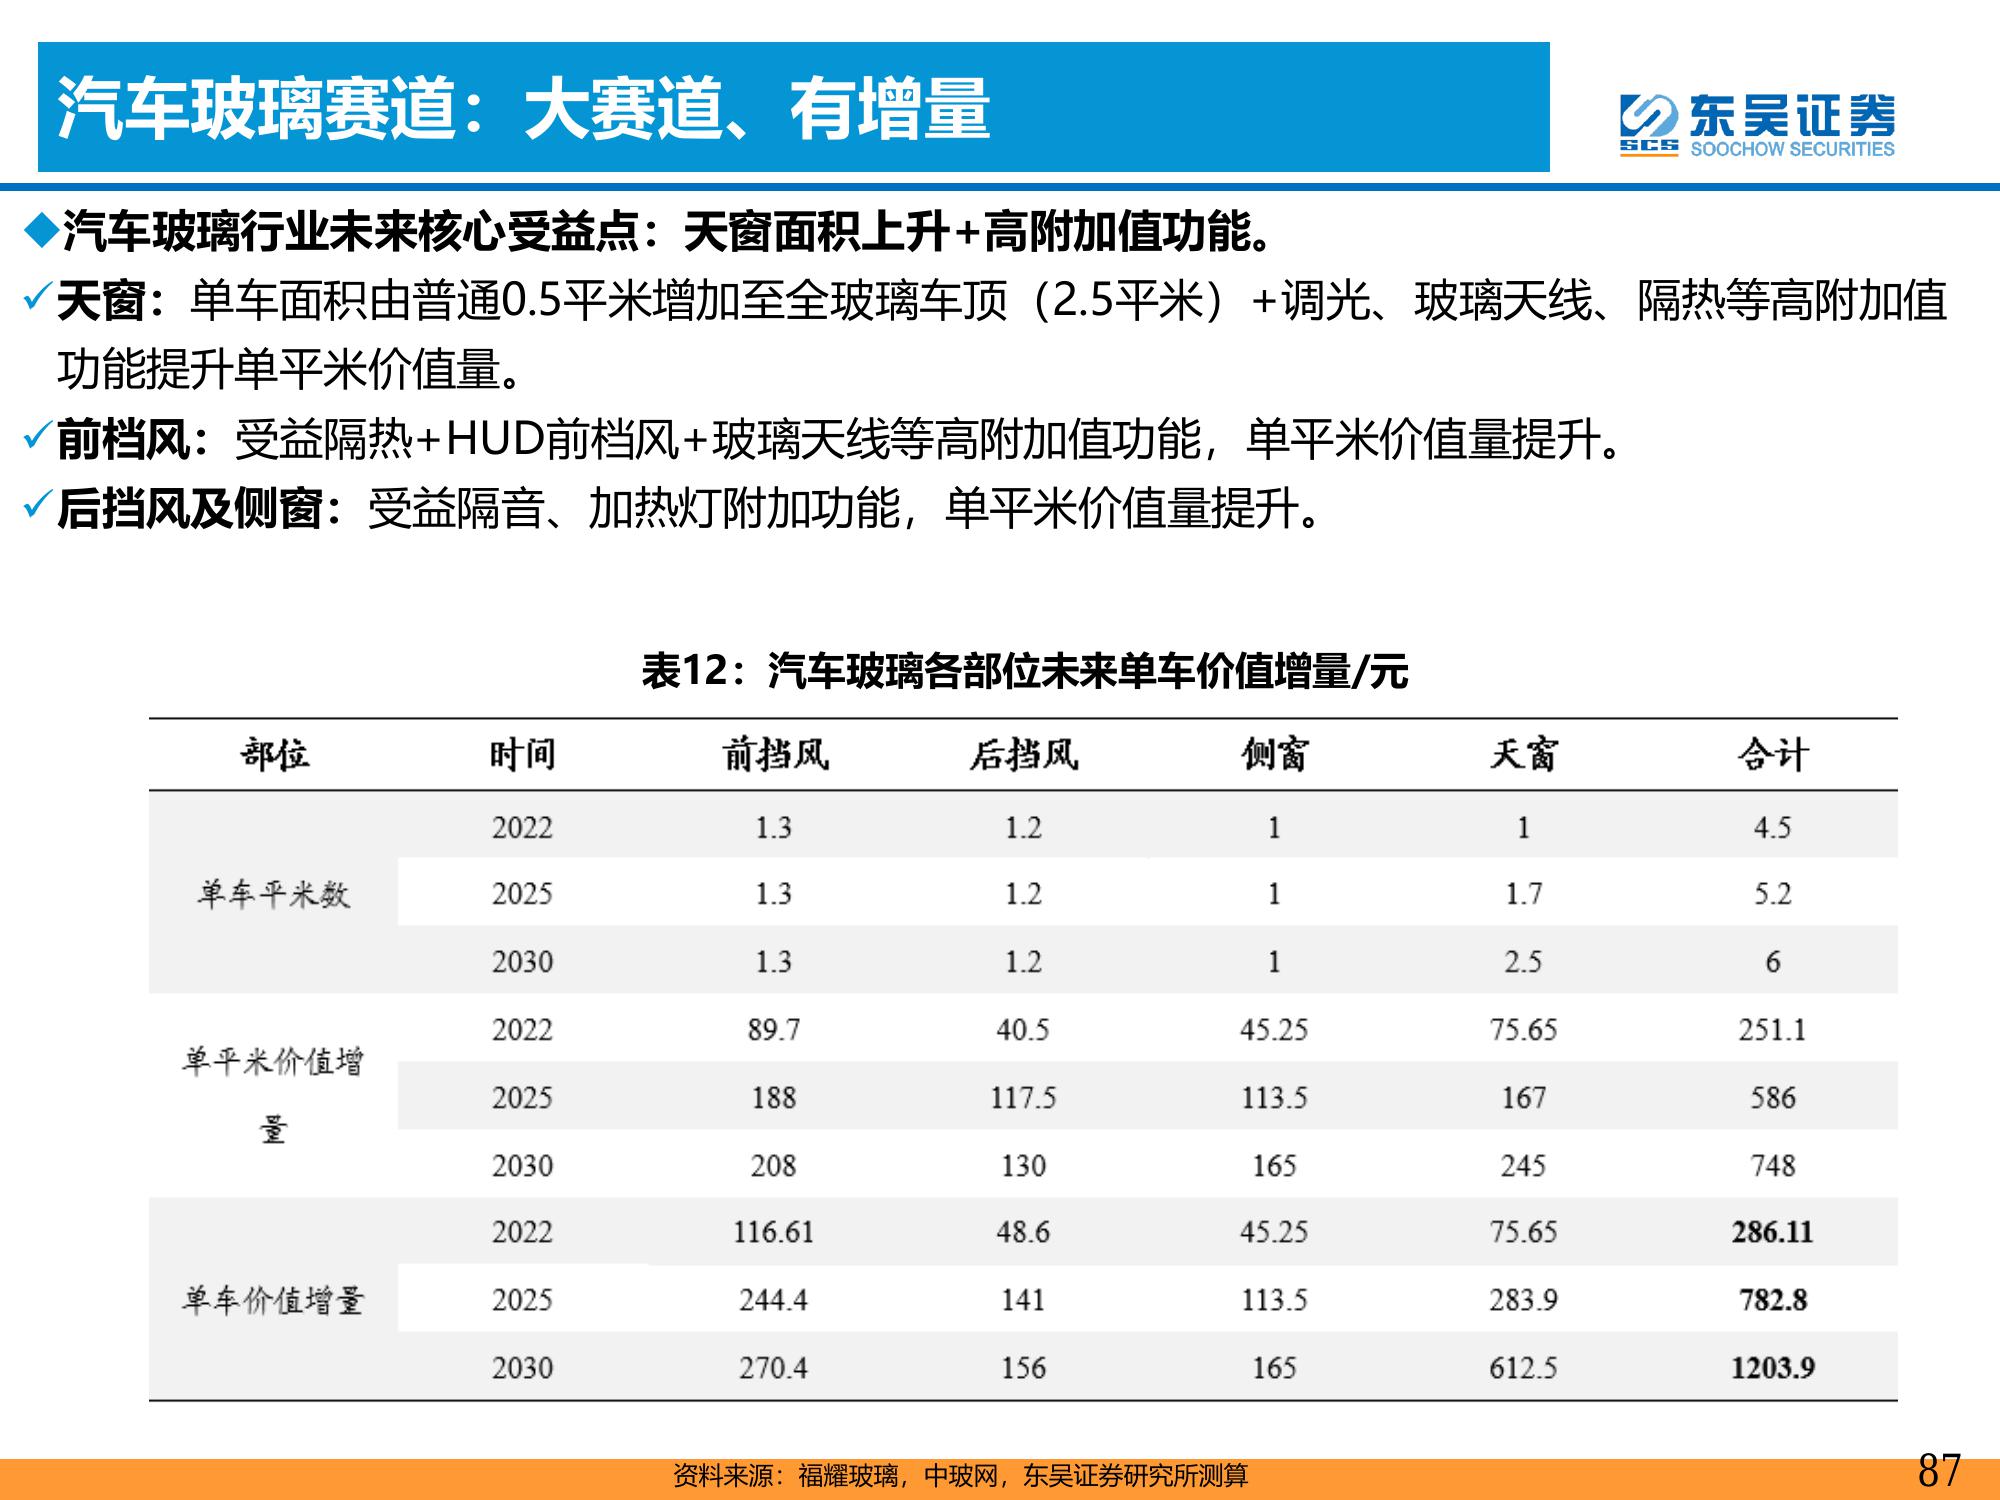 汽车玻璃赛道：大赛道、有增量
东吴证券
SCS SOOCHOW SECURITIES
◆汽车玻璃行业未来核心受益点：天窗面积上升+高附加值功能。
✓天窗：单车面积由普通0.5平米增加至全玻璃车顶（2.5平米）+调光、玻璃天线、隔热等高附加值
功能提升单平米价值量。
✓前档风：受益隔热+HUD前档风+玻璃天线等高附加值功能，单平米价值量提升。
✓后挡风及侧窗：受益隔音、加热灯附加功能，单平米价值量提升。
表12：汽车玻璃各部位未来单车价值增量/元
部位 时间 前挡风 后挡风 侧窗 天窗 合计
2022 1.3 1.2 1 1 4.5
单车平米数 2025 1.3 1.2 1 1.7 5.2
2030 1.3 1.2 1 2.5 6
2022 89.7 40.5 45.25 75.65 251.1
单平米价值增
2025 188 117.5 113.5 167 586
量
2030 208 130 165 245 748
2022 116.61 48.6 45.25 75.65 286.11
单车价值增量 2025 244.4 141 113.5 283.9 782.8
2030 270.4 156 165 612.5 1203.9
资料来源：福耀玻璃，中玻网，东吴证券研究所测算
87